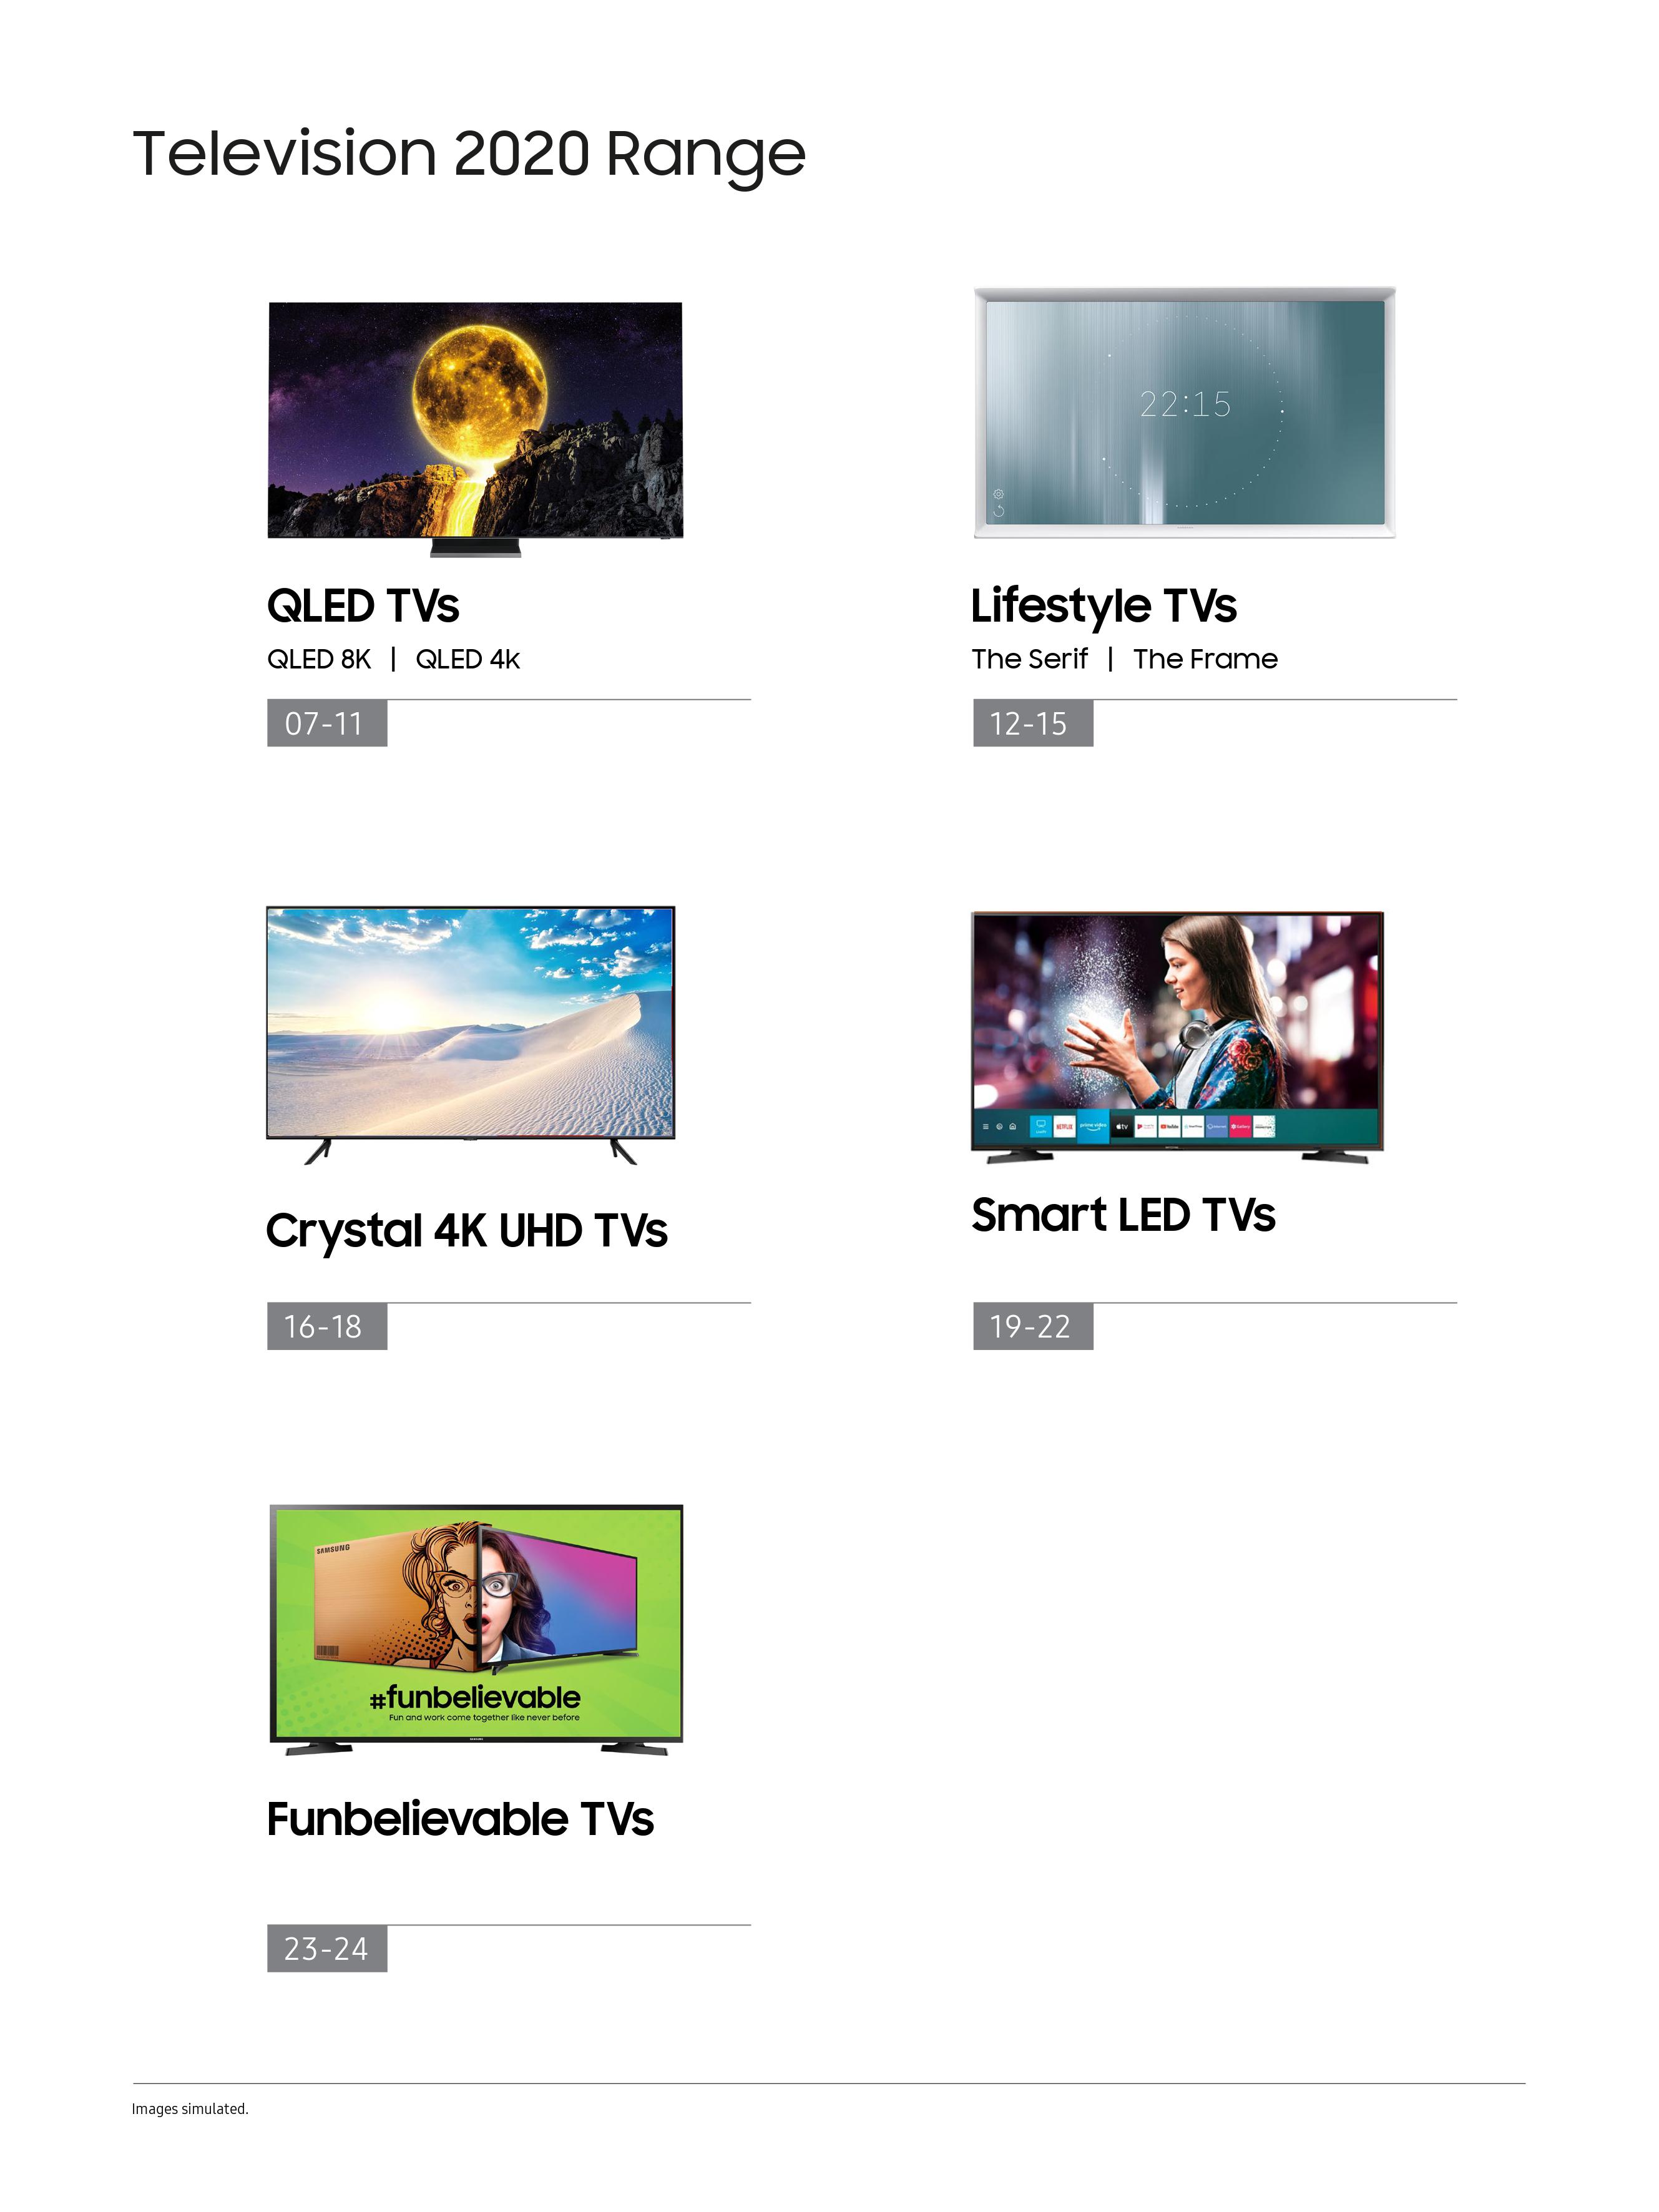 Television 2020 Range
22:15
QLED TVs
QLED 8K | QLED 4k
07-11
Lifestyle TVs
The Serif | The Frame
12-15
NETFLIX
prime video
tv
YouTube
Crystal 4K UHD TVs
16-18
Smart LED TVs
19-22
SAMSUNG
#funbelievable
Fun and work come together like never before
SAMSUNG
Funbelievable TVs
23-24
Images simulated.